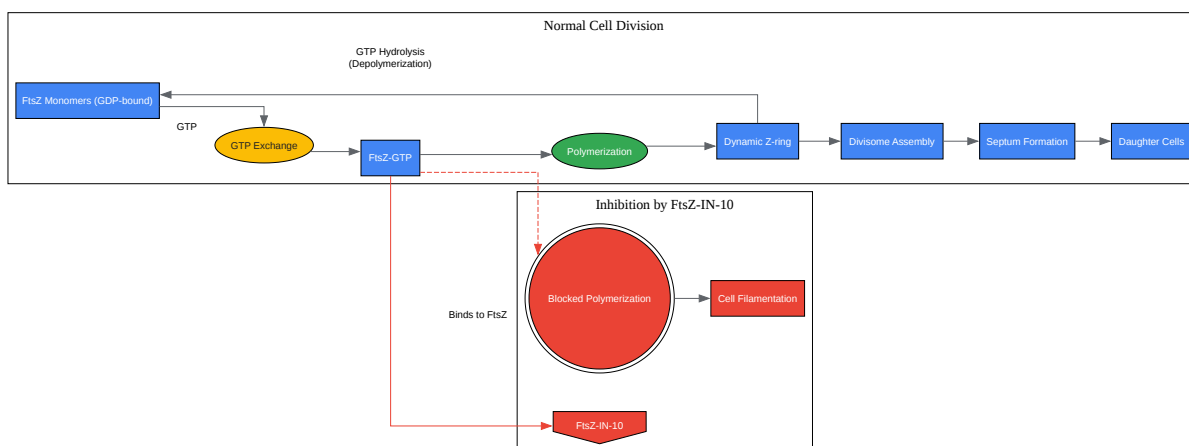 Normal Cell Division
GTP Hydrolysis
(Depolymerization)
FtsZ Monomers (GDP-bound)
GTP
GTP Exchange
FtsZ-GTP
Polymerization
Dynamic Z-ring
Divisome Assembly
Septum Formation
Daughter Cells
Inhibition by FtsZ-IN-10
Blocked Polymerization
Cell Filamentation
Binds to FtsZ
FtsZ-IN-10